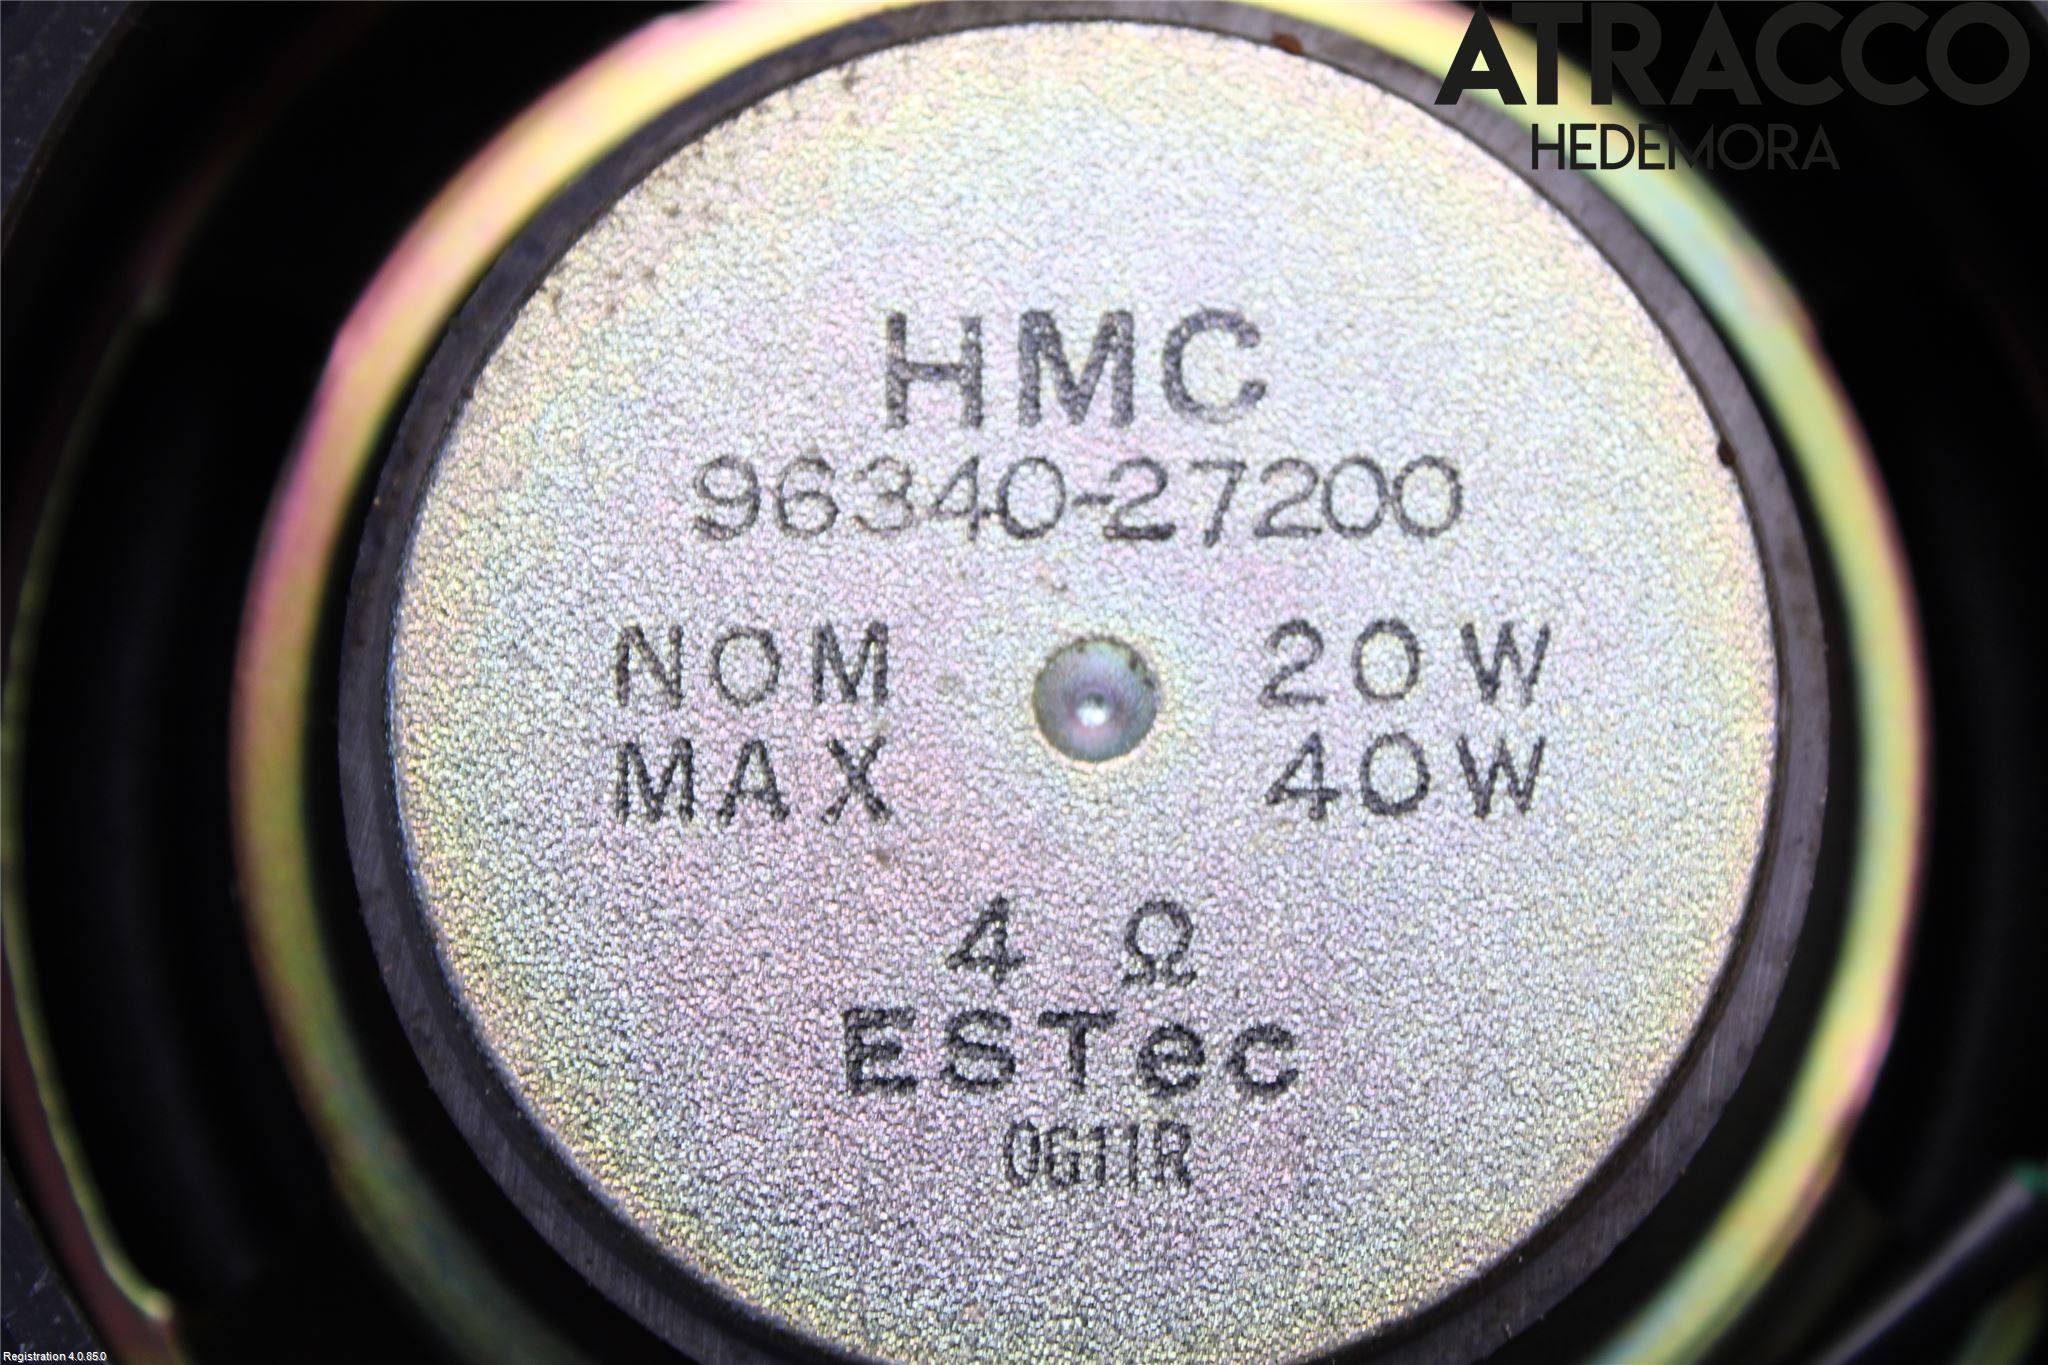 ATRACCO
HEDEMORA
HMC
96340-27200
NOM 20W
MAX 40W
4 Ω
ESTec
0G11R
Registration 4.0.85.0